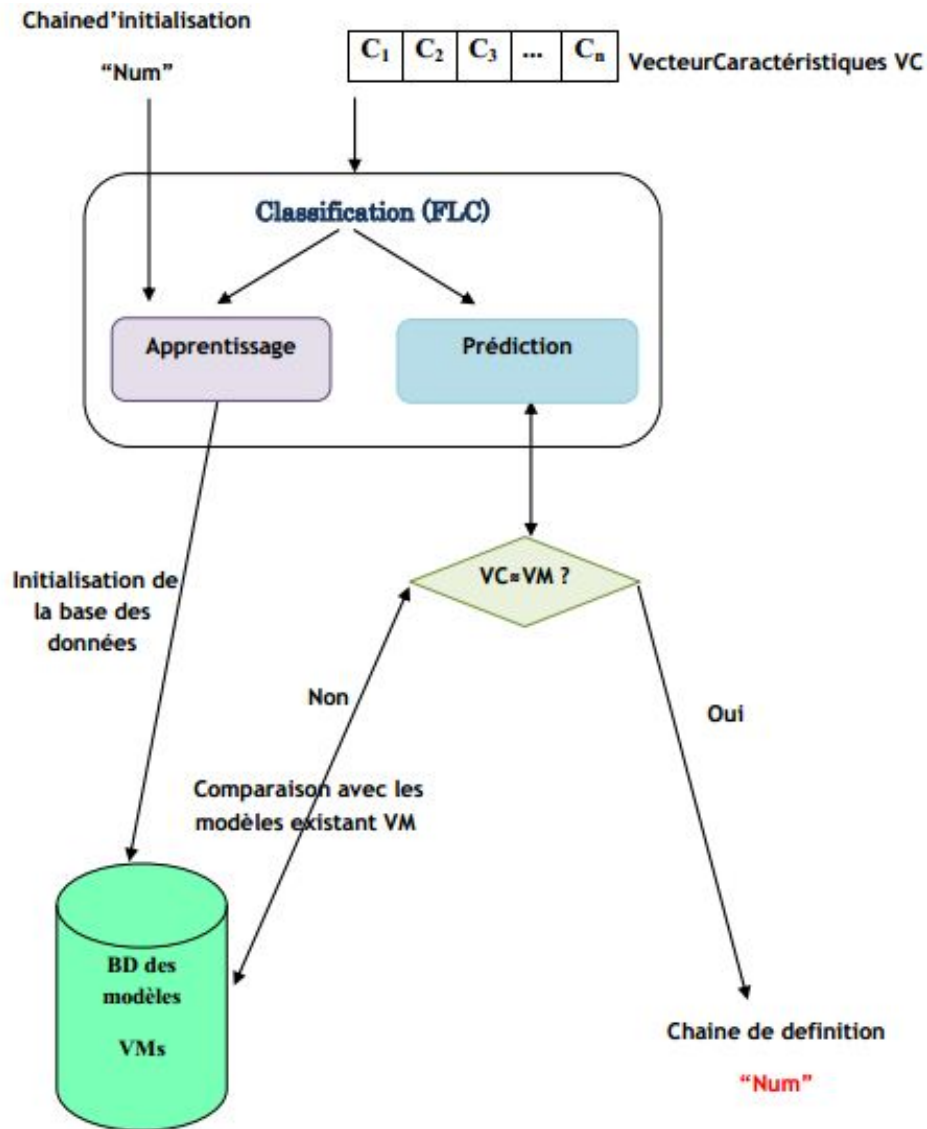 Chained’initialisation
“Num”
C1 C2 C3 ... Cn
VecteurCaractéristiques VC
Classification (FLC)
Apprentissage
Prédiction
VC≈VM ?
Initialisation de
la base des
données
Non
Oui
Comparaison avec les
modèles existant VM
BD des
modèles
VMs
Chaine de definition
“Num”